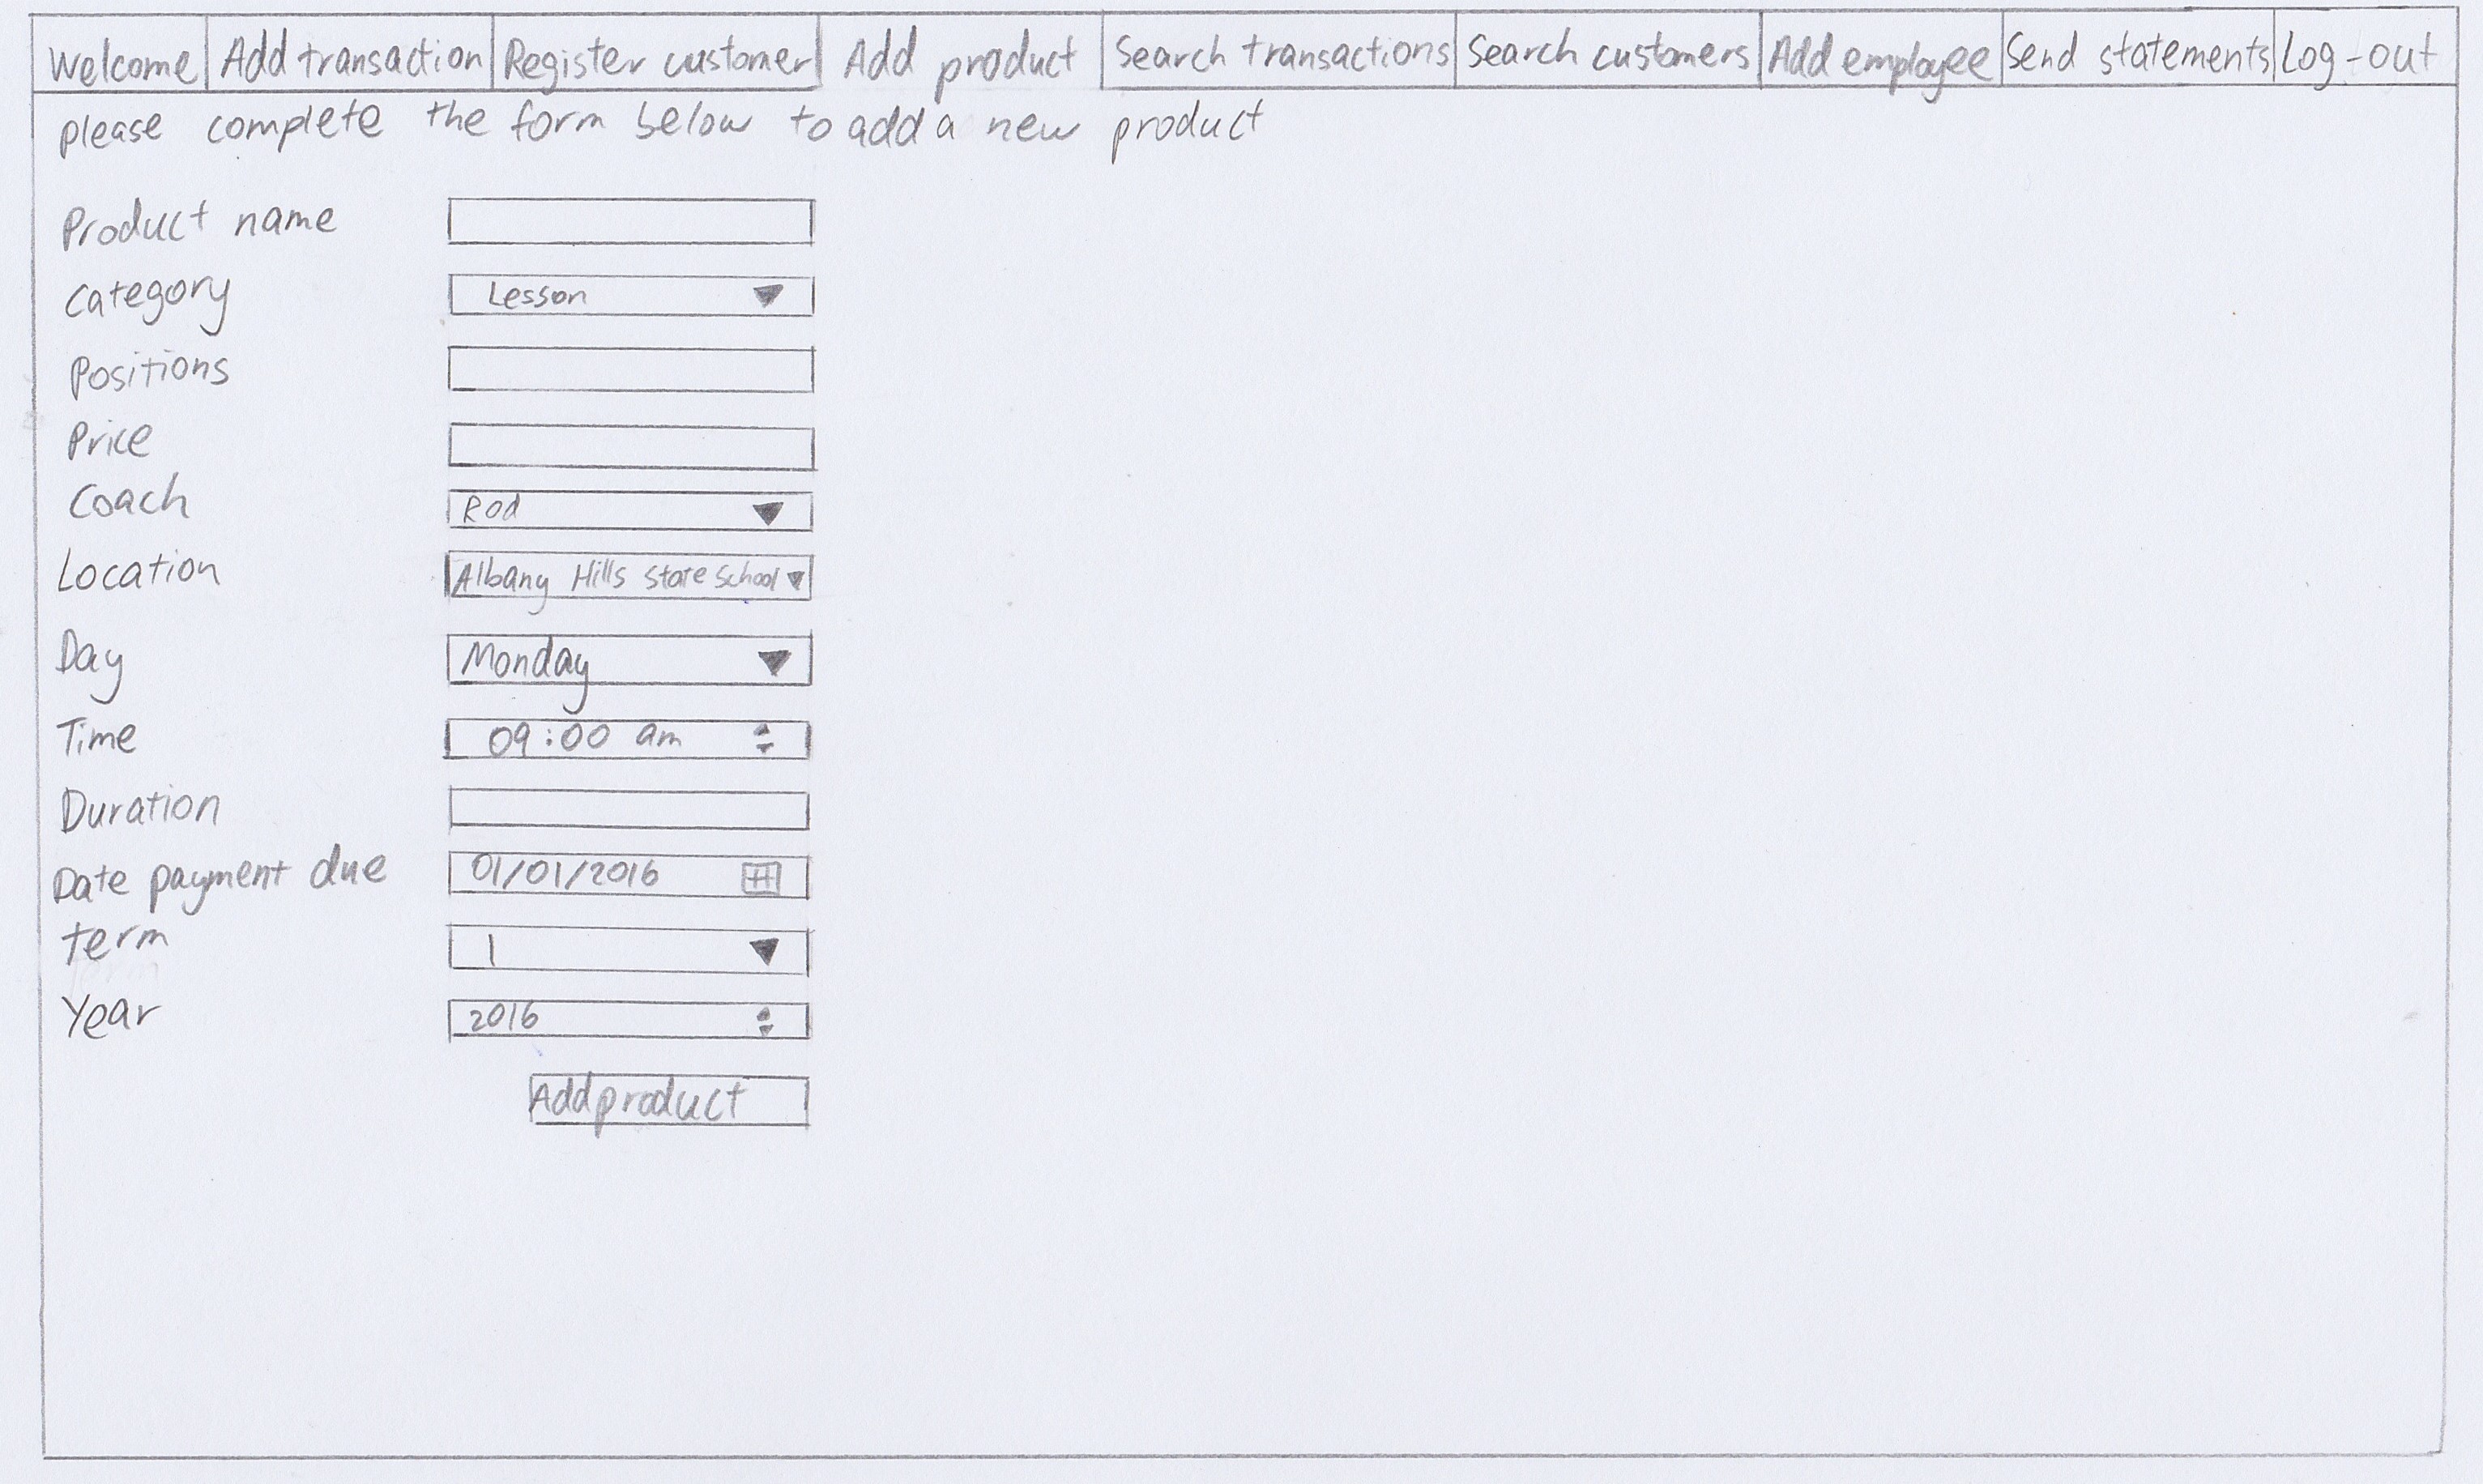 Welcome Add transaction Register customer Add product Search transactions Search customers Add employee Send statements Log-out
please complete the form below to add a new product
Product name
Category Lesson
Positions
Price
Coach Rod
Location Albany Hills State School
Day Monday
Time 09:00 am
Duration
Date payment due 01/01/2016
term 1
Year 2016
Add product